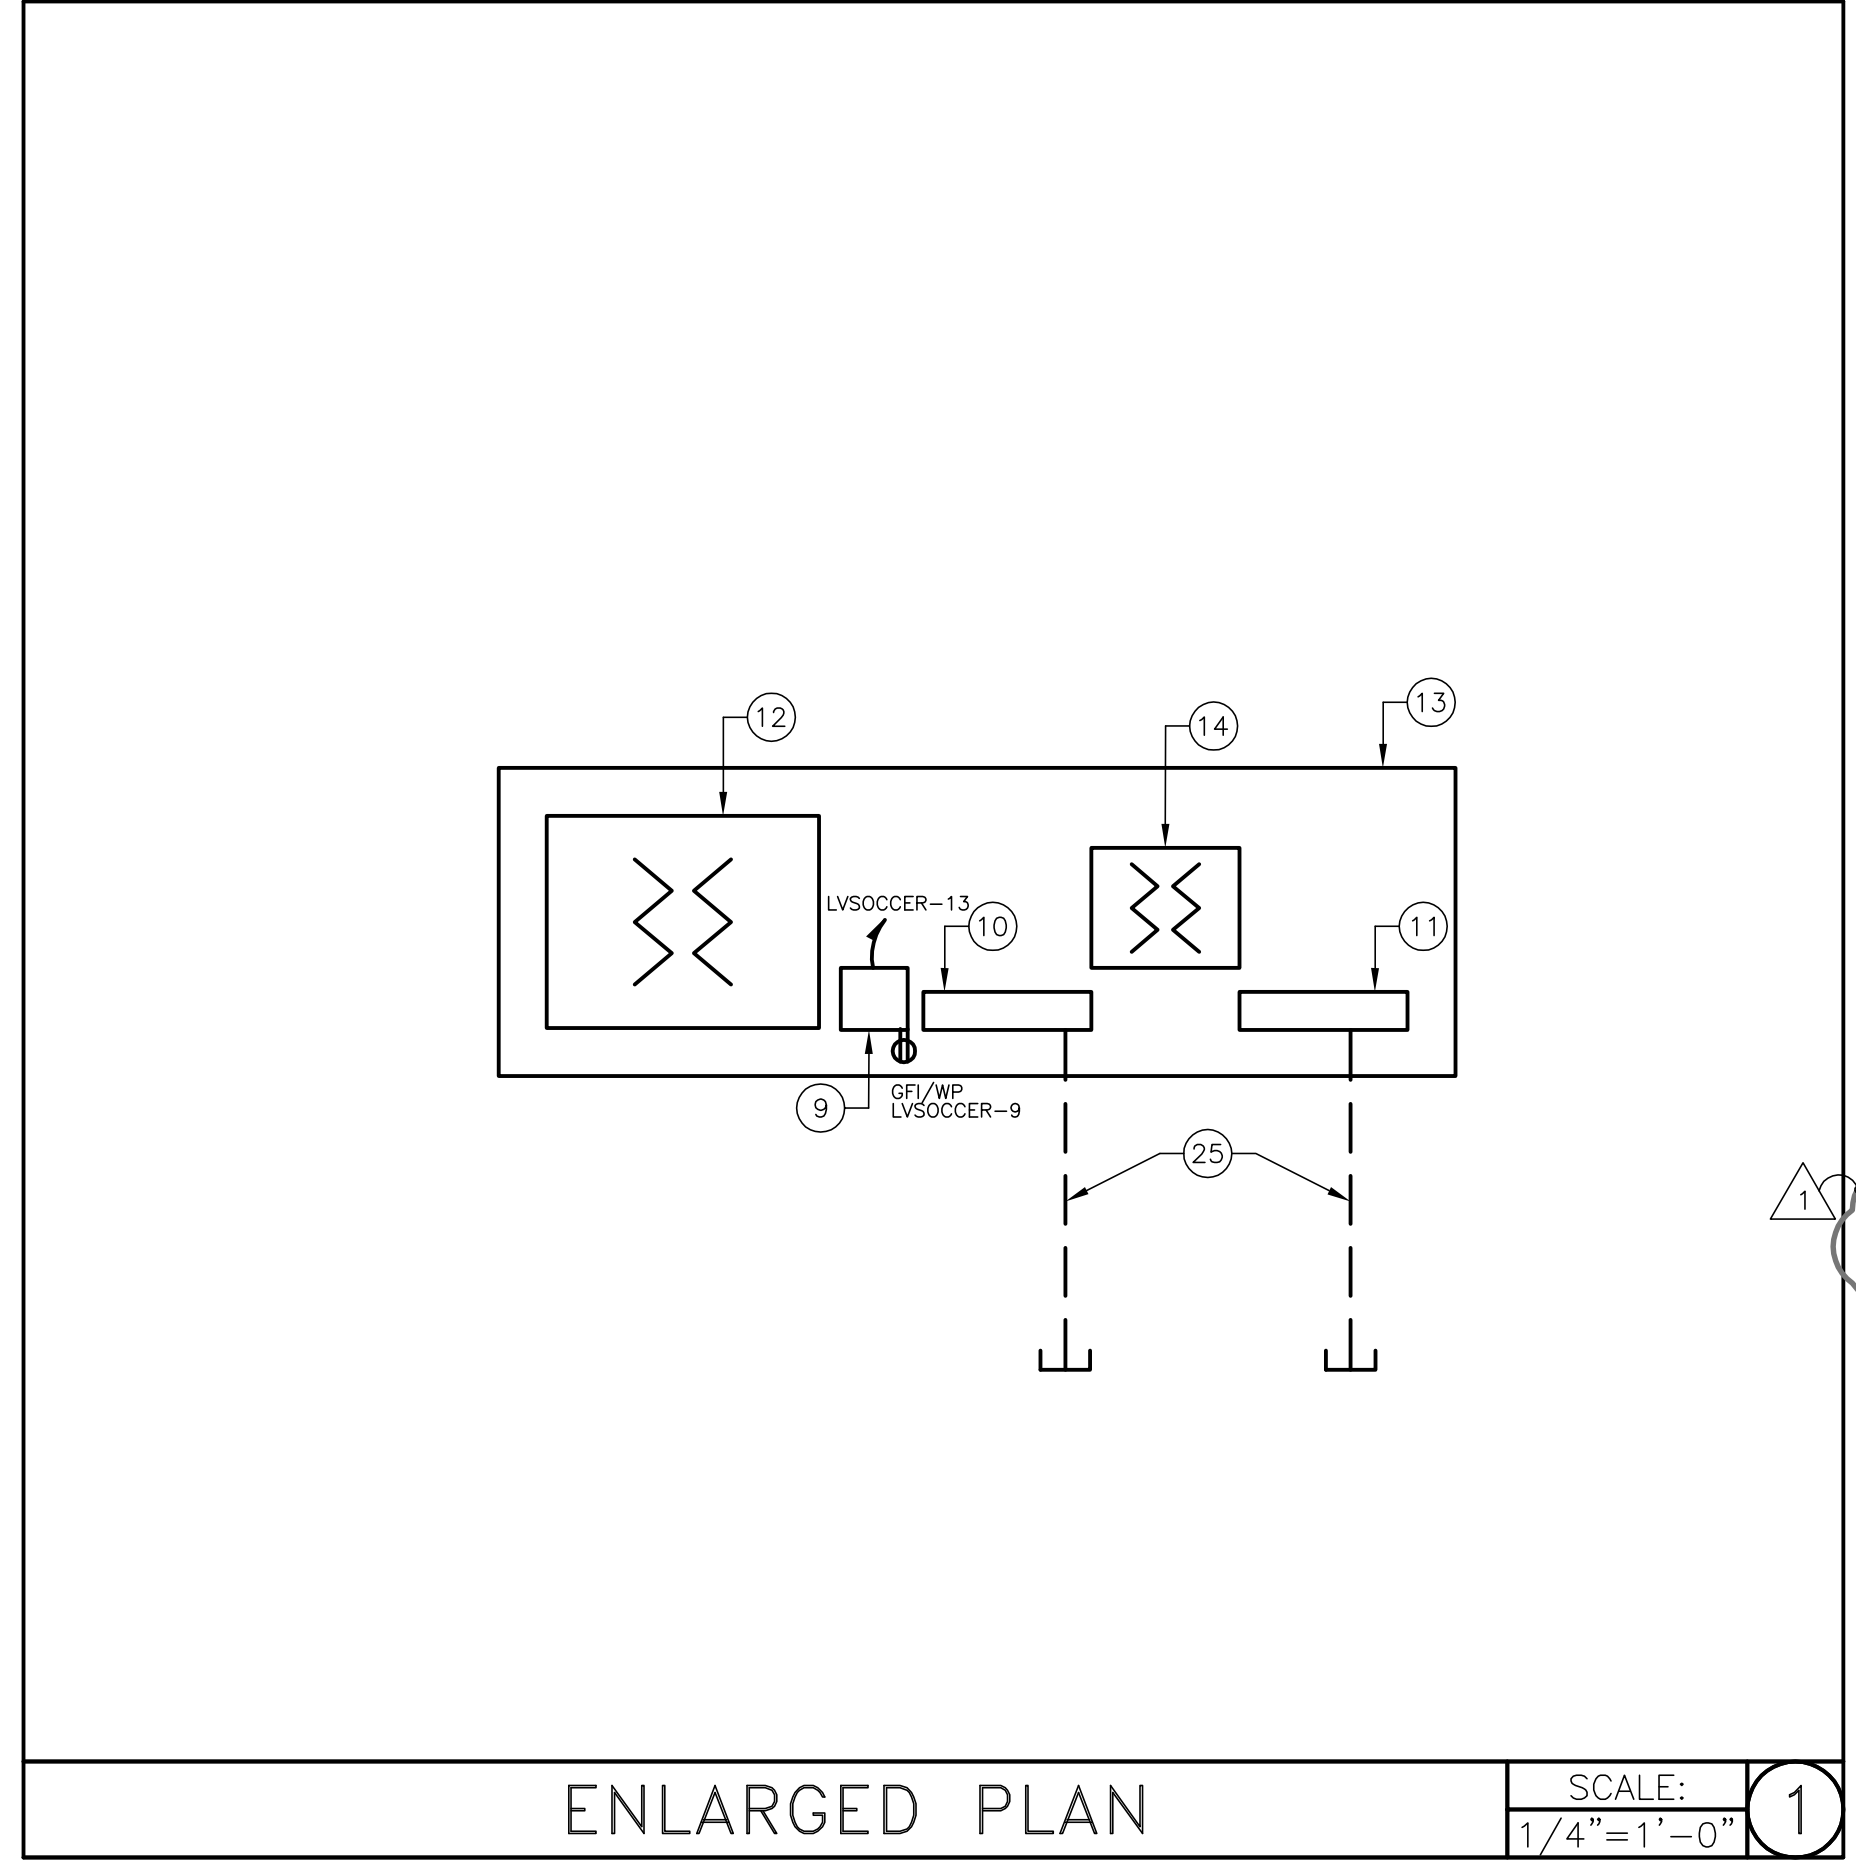 13
12
14
LVSOCCER-13
10
11
9
GFI/WP
LVSOCCER-9
25
1
ENLARGED PLAN
SCALE:
1/4"=1'-0"
1